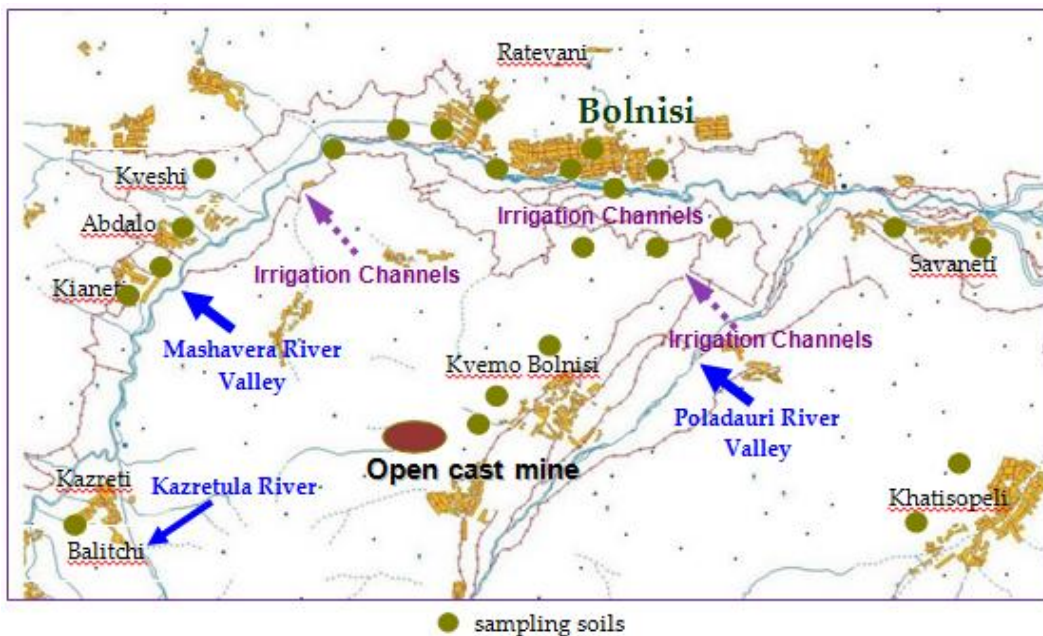 Ratevani
Bolnisi
Kveshi
Abdalo
Irrigation Channels
Irrigation Channels
Kianeti
Savaneti
Mashavera River
Valley
Irrigation Channels
Kvemo Bolnisi
Poladauri River
Valley
Open cast mine
Kazreti
Kazretula River
Khatisopeli
Balitchi
sampling soils